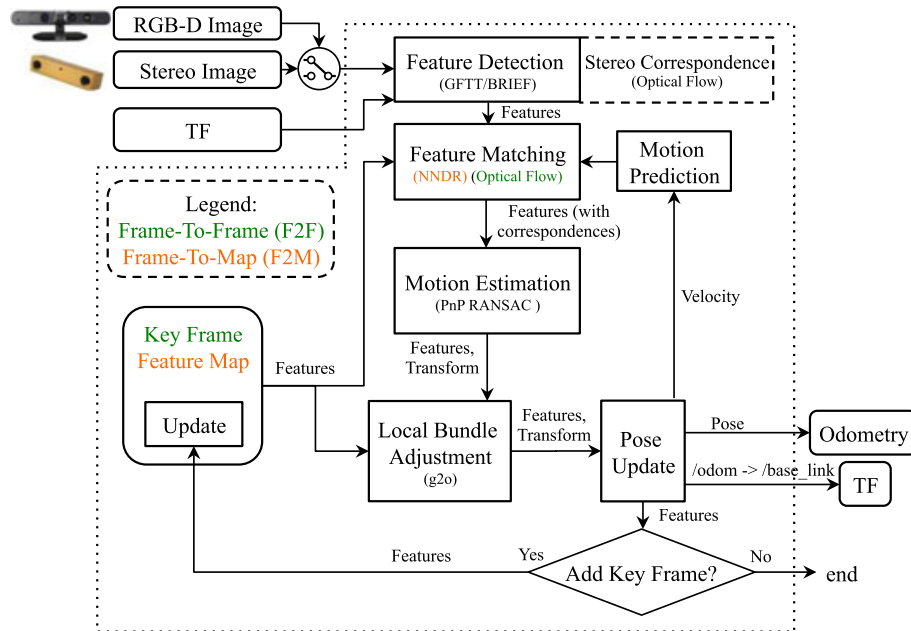 RGB-D Image
Stereo Image
TF
Feature Detection
(GFTT/BRIEF)
Stereo Correspondence
(Optical Flow)
Features
Feature Matching
(NNDR) (Optical Flow)
Motion
Prediction
Legend:
Frame-To-Frame (F2F)
Frame-To-Map (F2M)
Features (with
correspondences)
Motion Estimation
(PnP RANSAC )
Velocity
Key Frame
Feature Map
Update
Features
Features,
Transform
Local Bundle
Adjustment
(g2o)
Features,
Transform
Pose
Update
Pose
Odometry
/odom -> /base_link
TF
Features
Add Key Frame?
Yes
Features
No
end